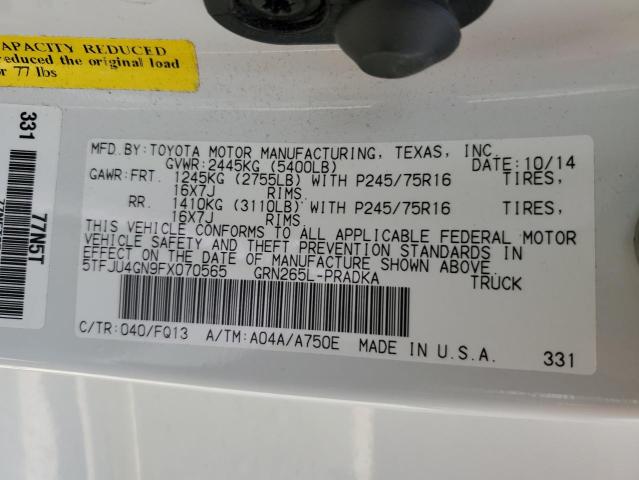 CAPACITY REDUCED
reduced the original load
or 77 lbs
331
77N5T
MFD.BY:TOYOTA MOTOR MANUFACTURING, TEXAS, INC.
GVWR:2445KG (5400LB) DATE:10/14
GAWR:FRT. 1245KG (2755LB) WITH P245/75R16 TIRES,
16X7J RIMS
RR. 1410KG (3110LB) WITH P245/75R16 TIRES,
16X7J RIMS
THIS VEHICLE CONFORMS TO ALL APPLICABLE FEDERAL MOTOR
VEHICLE SAFETY AND THEFT PREVENTION STANDARDS IN
EFFECT ON THE DATE OF MANUFACTURE SHOWN ABOVE.
5TFJU4GN9FX070565 GRN265L-PRADKA TRUCK
C/TR:040/FQ13 A/TM:A04A/A750E MADE IN U.S.A. 331